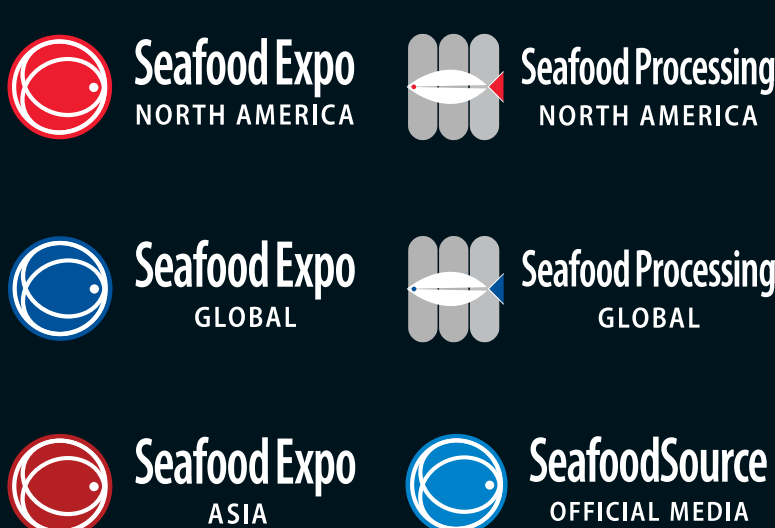 Seafood Expo
NORTH AMERICA
Seafood Processing
NORTH AMERICA
Seafood Expo
GLOBAL
Seafood Processing
GLOBAL
Seafood Expo
ASIA
SeafoodSource
OFFICIAL MEDIA